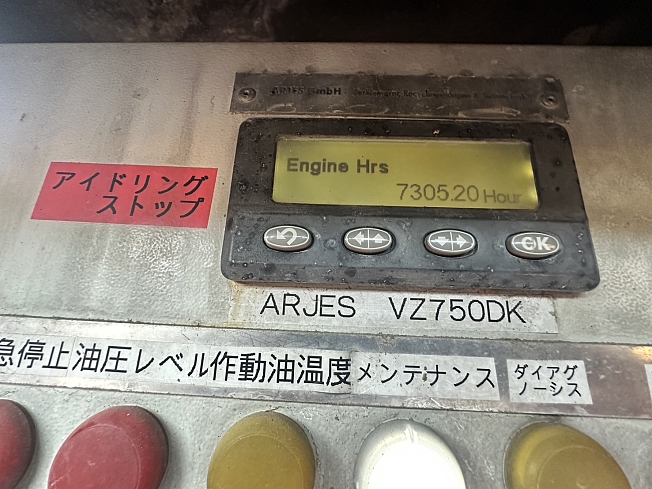 ARJES GmbH
Engine Hrs
7305.20 Hour
アイドリング
ストップ
OK
ARJES VZ750DK
急停止 油圧レベル 作動油温度 メンテナンス
ダイアグ
ノーシス